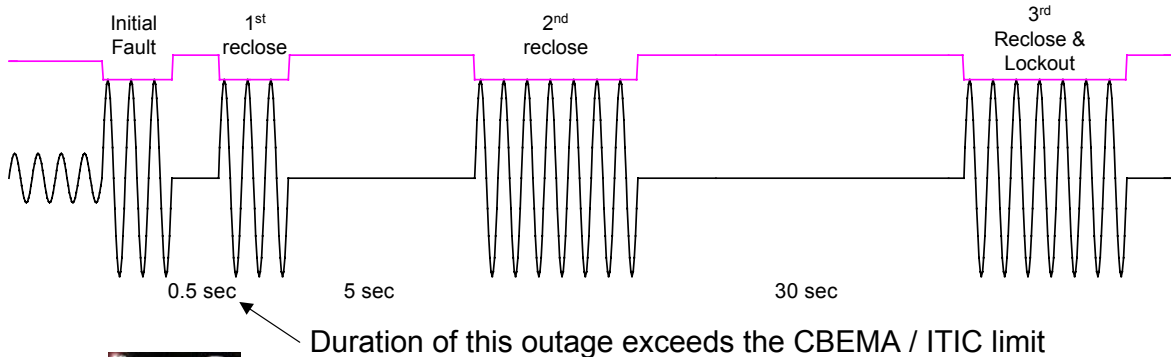 Initial
Fault
1st
reclose
2nd
reclose
3rd
Reclose &
Lockout
0.5 sec
5 sec
30 sec
Duration of this outage exceeds the CBEMA / ITIC limit